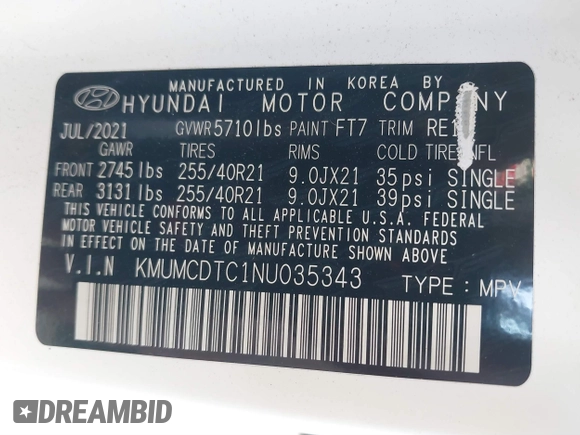 MANUFACTURED IN KOREA BY
HYUNDAI MOTOR COMPANY
JUL/2021 GVWR 5710lbs PAINT FT7 TRIM
GAWR TIRES RIMS COLD TIRE INFL
FRONT 2745lbs 255/40R21 9.0JX21 35psi SINGLE
REAR 3131lbs 255/40R21 9.0JX21 39psi SINGLE
THIS VEHICLE CONFORMS TO ALL APPLICABLE U.S.A. FEDERAL
MOTOR VEHICLE SAFETY AND THEFT PREVENTION STANDARDS
IN EFFECT ON THE DATE OF MANUFACTURE SHOWN ABOVE
V.I.N KMUMCDTC1NU035343 TYPE : MPV
DREAMBID